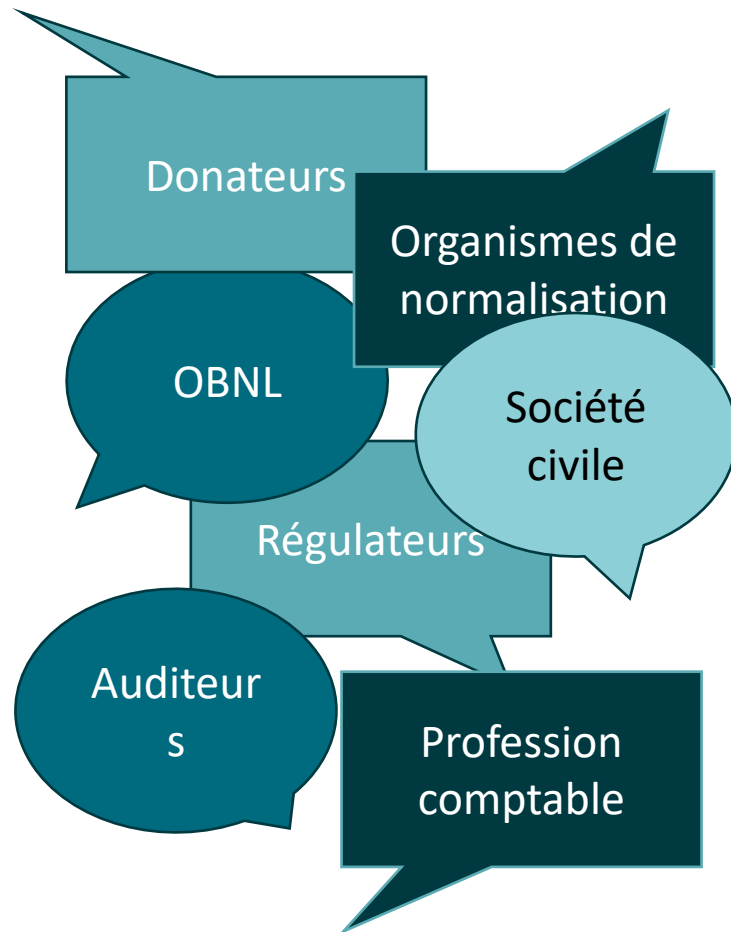 Donateurs
Organismes de
normalisation
OBNL
Société
civile
Régulateurs
Auditeur
s
Profession
comptable